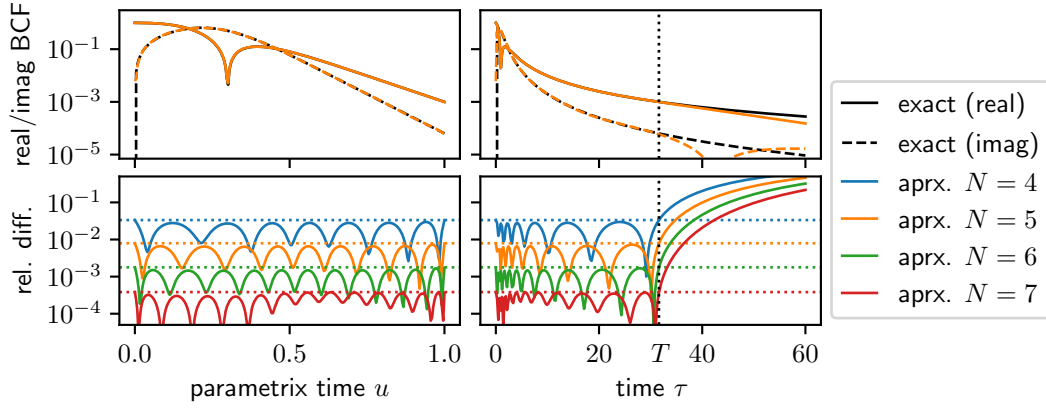 real/imag BCF
10⁻¹
10⁻³
10⁻⁵
rel. diff.
10⁻¹
10⁻²
10⁻³
10⁻⁴
0.0 0.5 1.0
parametrix time u
0 20 T 40 60
time τ
exact (real)
exact (imag)
aprx. N = 4
aprx. N = 5
aprx. N = 6
aprx. N = 7